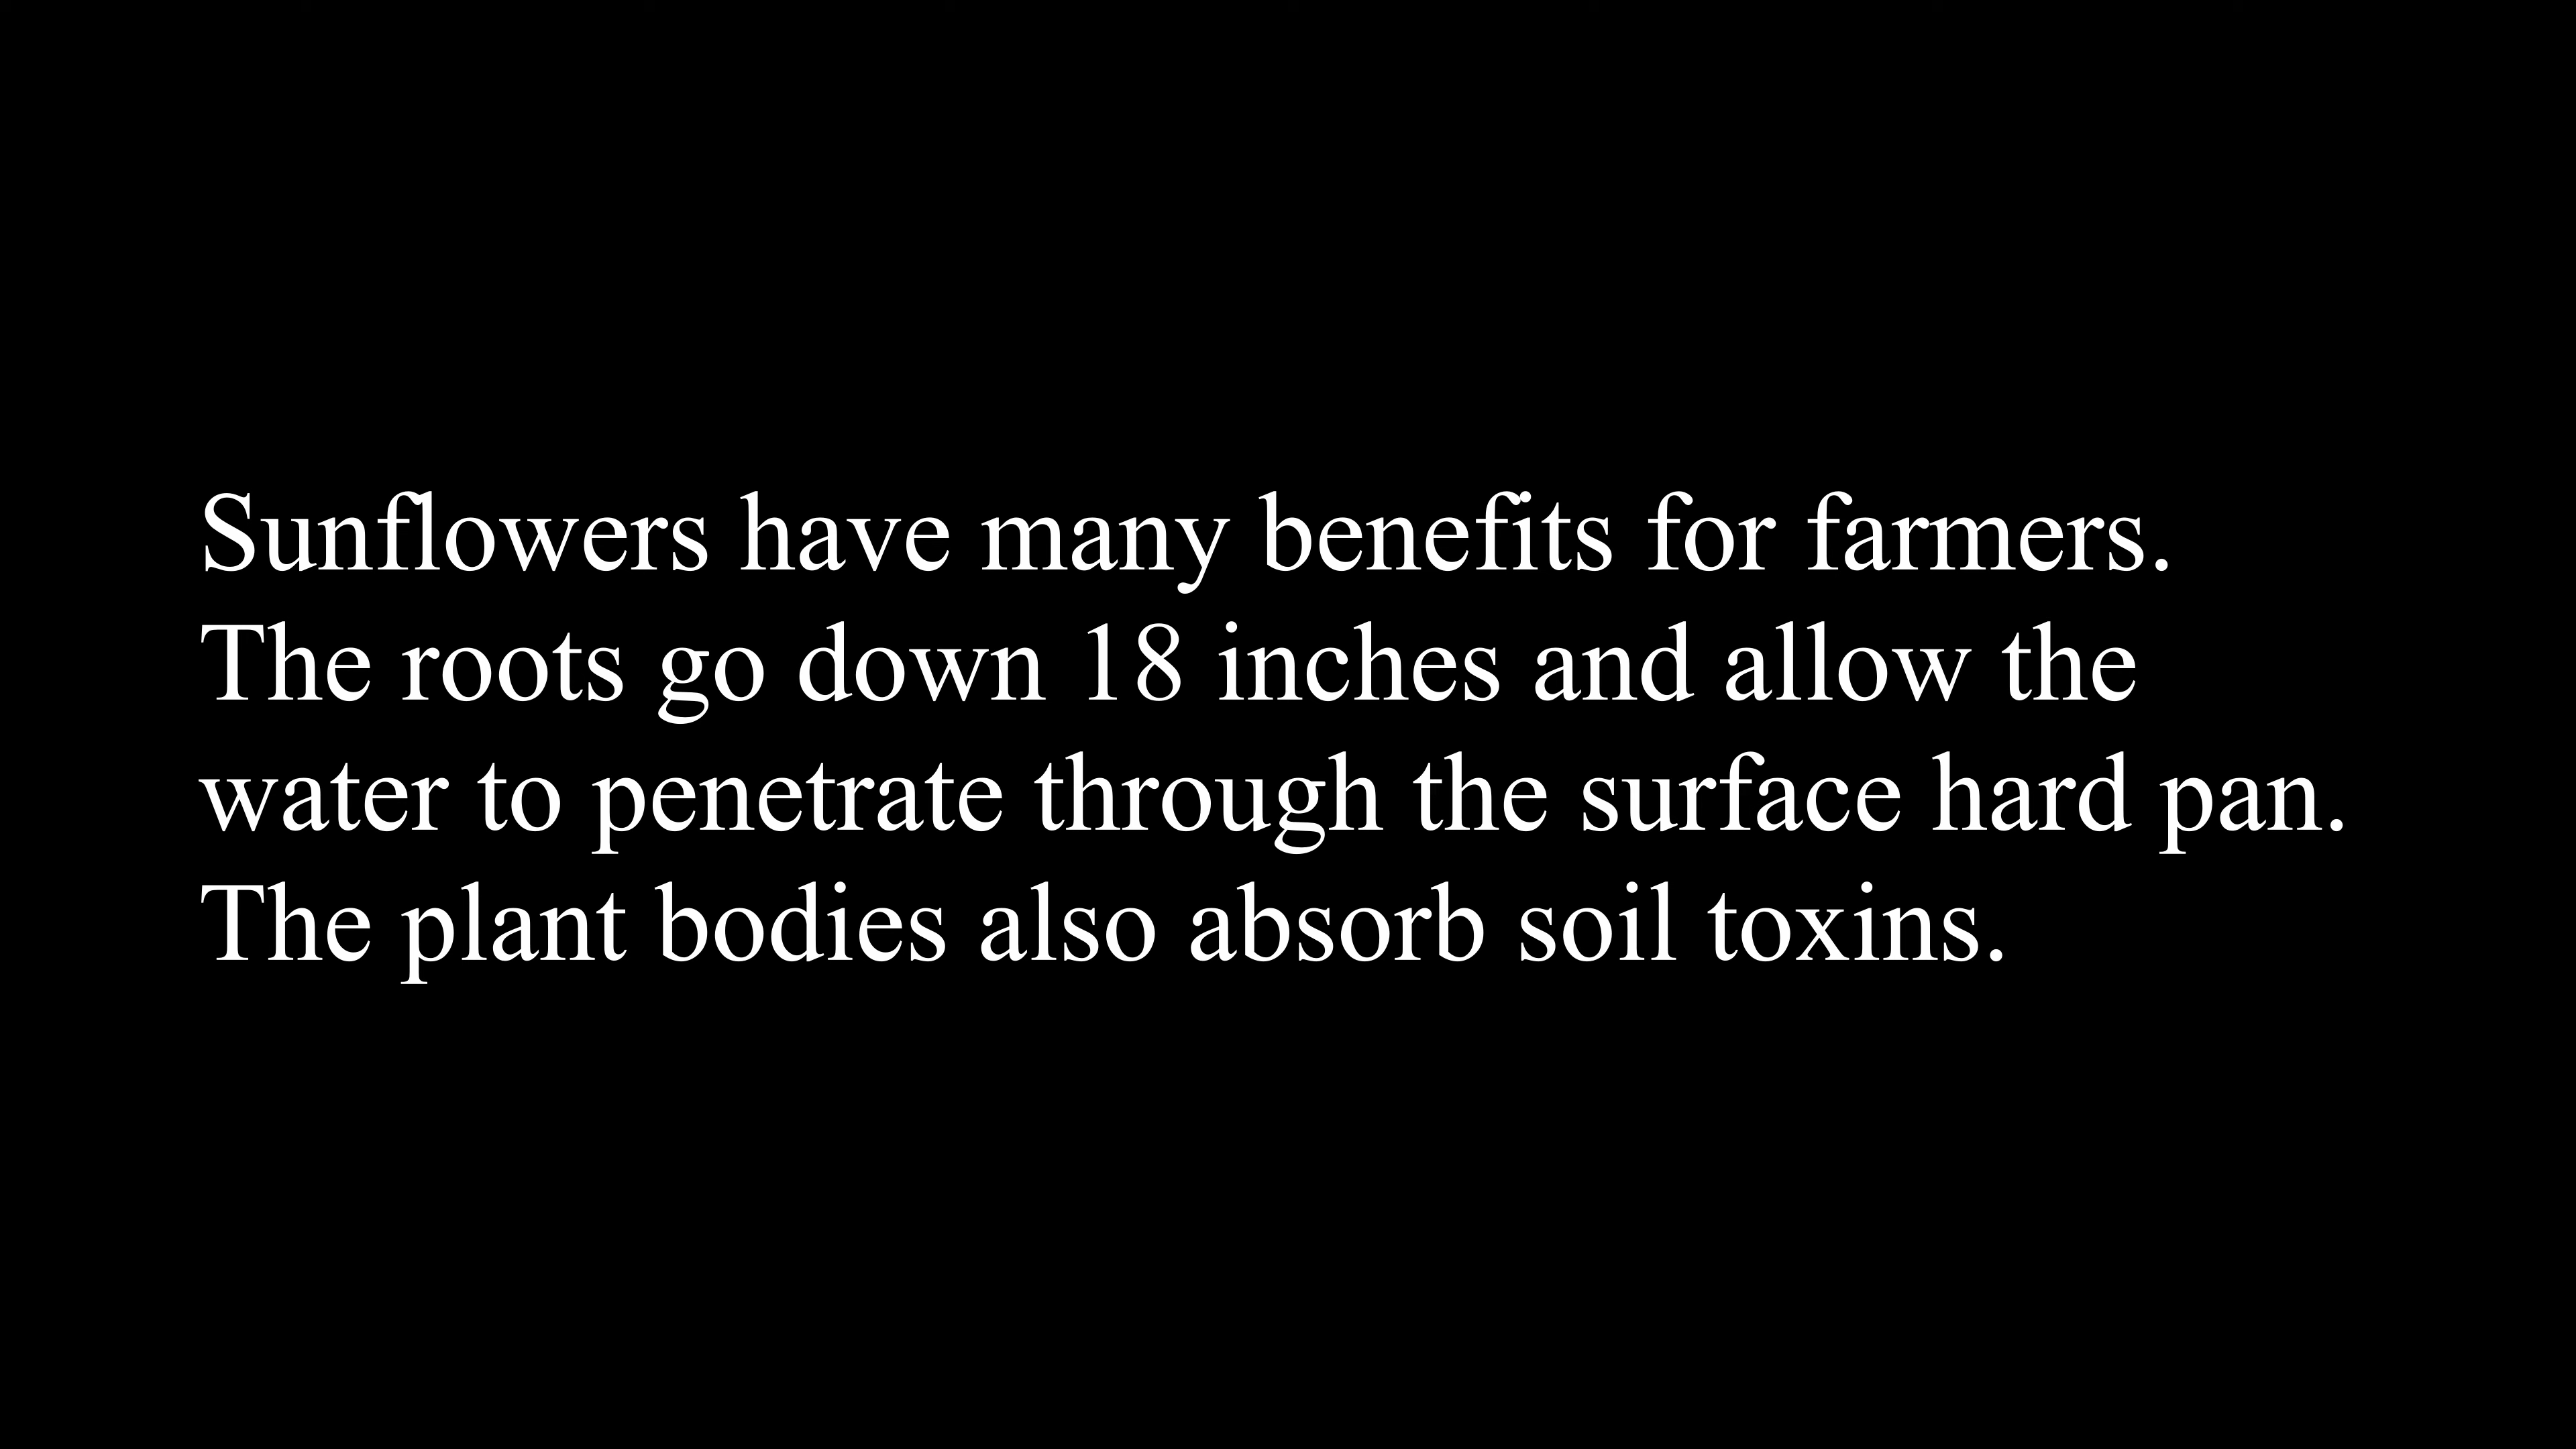 Sunflowers have many benefits for farmers.
The roots go down 18 inches and allow the
water to penetrate through the surface hard pan.
The plant bodies also absorb soil toxins.